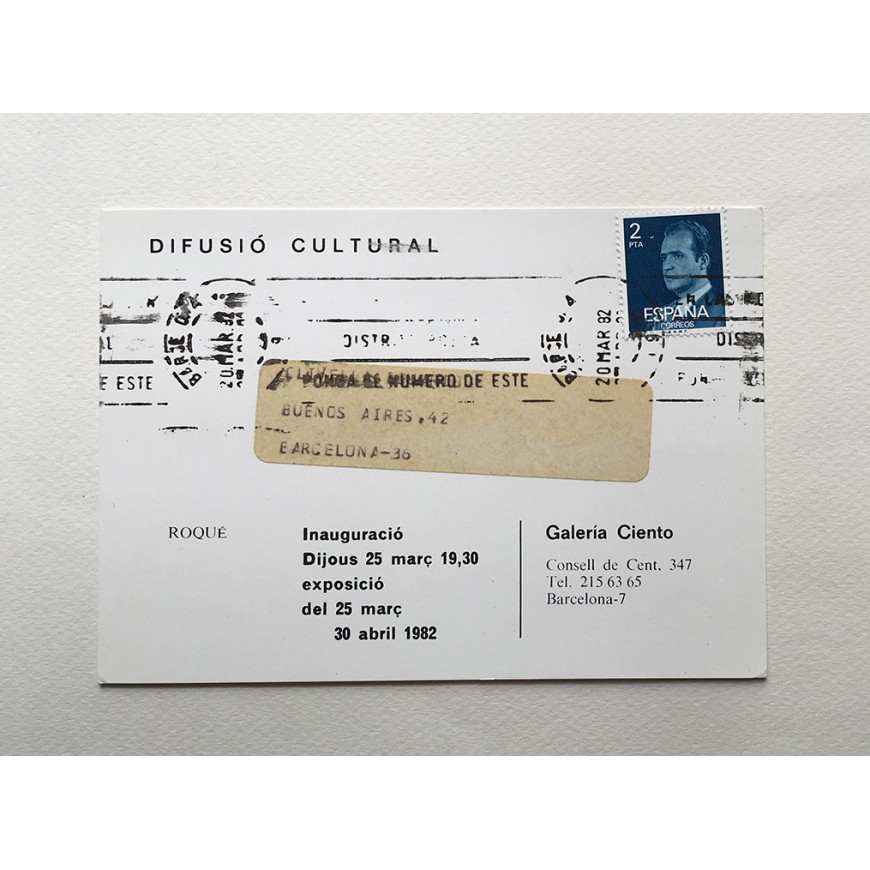 DIFUSIÓ CULTURAL
2
PTA
ESPAÑA
CORREOS
20 MAR 82
20 MAR 82
DISTR
DIST
E ESTE
PONGA EL NUMERO DE ESTE
BUENOS AIRES,42
BARCELONA-36
ROQUÉ
Inauguració
Dijous 25 març 19,30
exposició
del 25 març
30 abril 1982
Galería Ciento
Consell de Cent, 347
Tel. 215 63 65
Barcelona-7